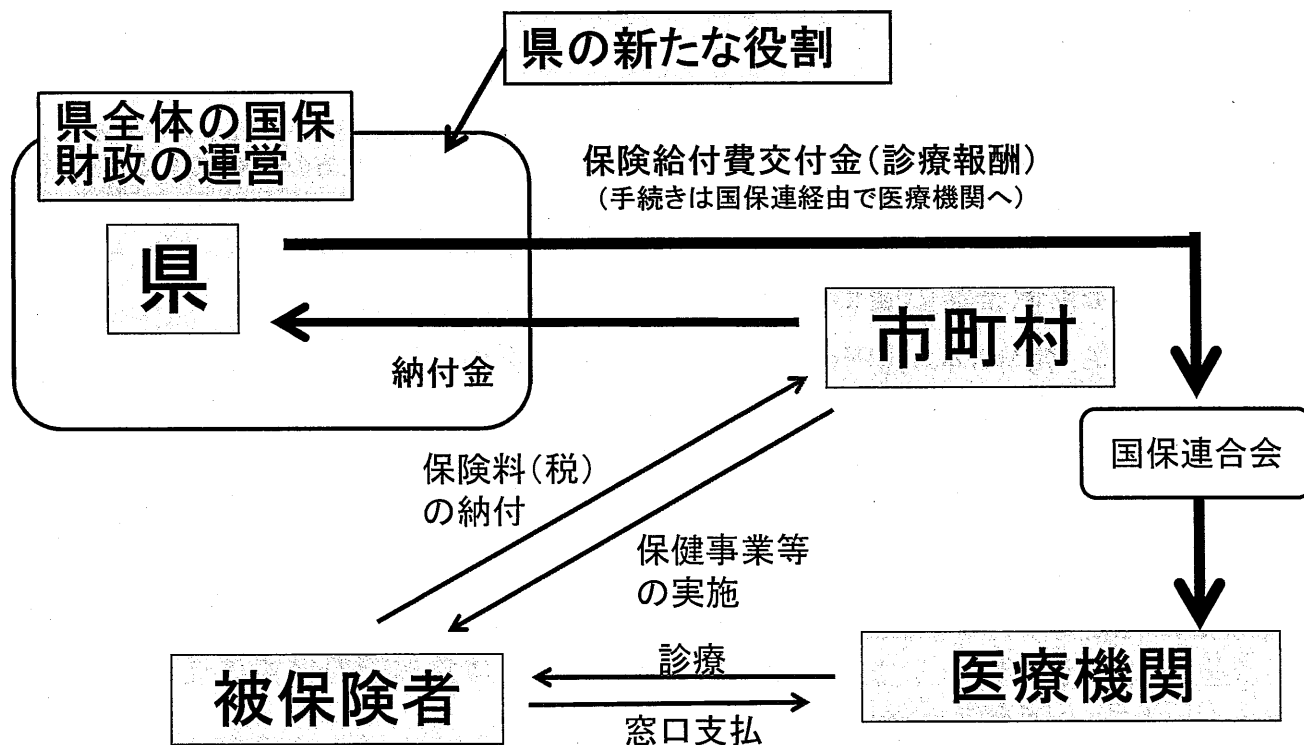 県の新たな役割
県全体の国保
財政の運営
保険給付費交付金(診療報酬)
(手続きは国保連経由で医療機関へ)
県
市町村
納付金
国保連合会
保険料(税)
の納付
保健事業等
の実施
診療
被保険者
医療機関
窓口支払